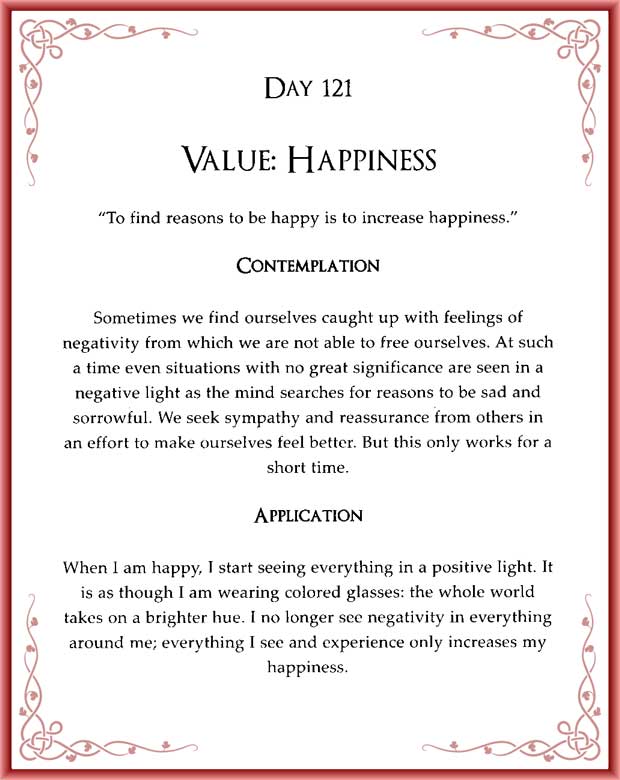 Day 121
Value: Happiness
“To find reasons to be happy is to increase happiness.”
Contemplation
Sometimes we find ourselves caught up with feelings of
negativity from which we are not able to free ourselves. At such
a time even situations with no great significance are seen in a
negative light as the mind searches for reasons to be sad and
sorrowful. We seek sympathy and reassurance from others in
an effort to make ourselves feel better. But this only works for a
short time.
Application
When I am happy, I start seeing everything in a positive light. It
is as though I am wearing colored glasses: the whole world
takes on a brighter hue. I no longer see negativity in everything
around me; everything I see and experience only increases my
happiness.